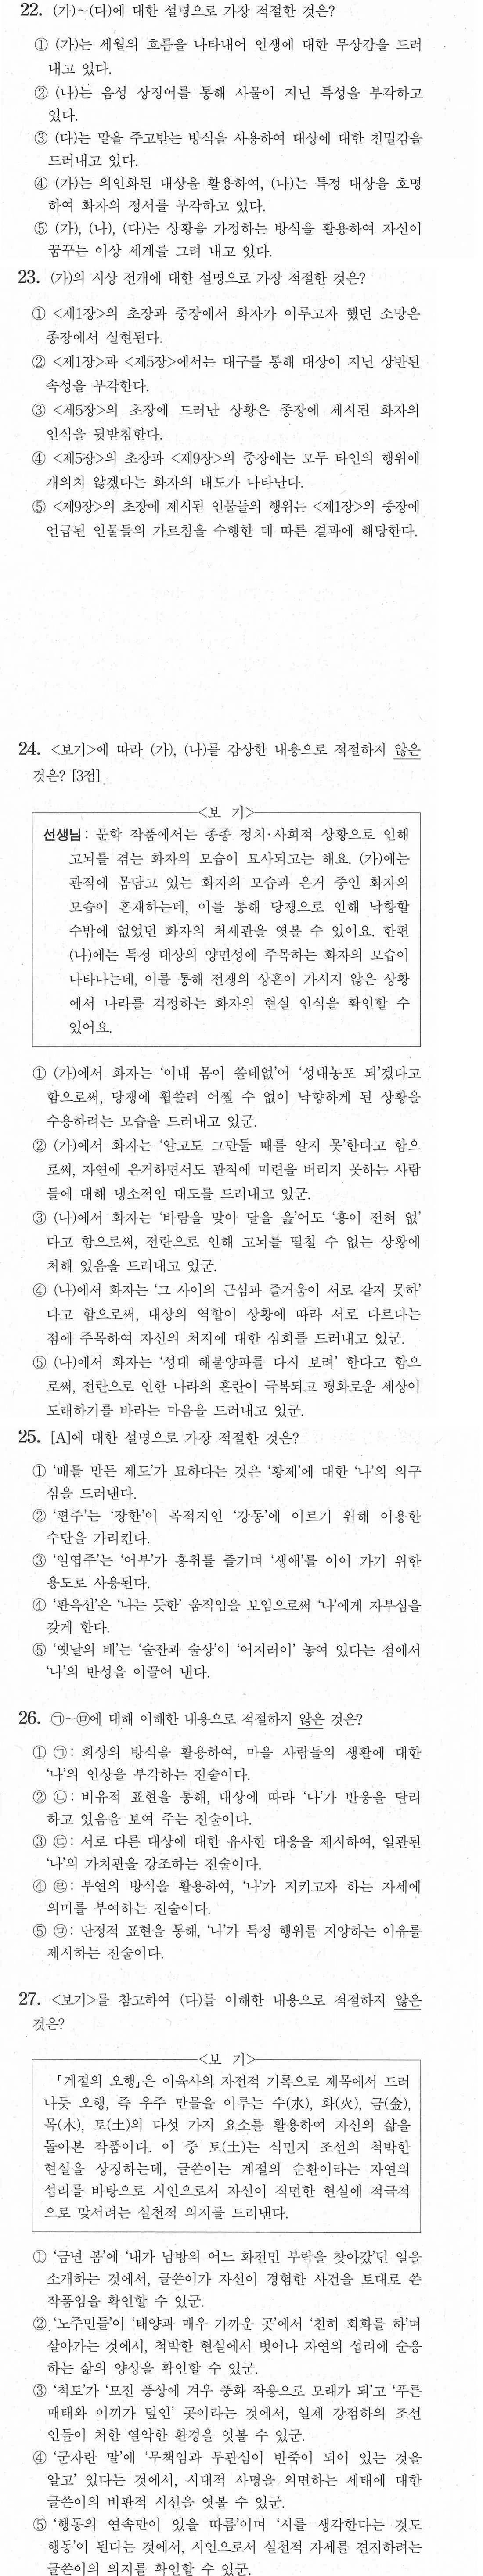 22. (가)~(다)에 대한 설명으로 가장 적절한 것은?
① (가)는 세월의 흐름을 나타내어 인생에 대한 무상감을 드러
내고 있다.
② (나)는 음성 상징어를 통해 사물이 지닌 특성을 부각하고
있다.
③ (다)는 말을 주고받는 방식을 사용하여 대상에 대한 친밀감을
드러내고 있다.
④ (가)는 의인화된 대상을 활용하여, (나)는 특정 대상을 호명
하여 화자의 정서를 부각하고 있다.
⑤ (가), (나), (다)는 상황을 가정하는 방식을 활용하여 자신이
꿈꾸는 이상 세계를 그려 내고 있다.
23. (가)의 시상 전개에 대한 설명으로 가장 적절한 것은?
① <제1장>의 초장과 중장에서 화자가 이루고자 했던 소망은
종장에서 실현된다.
② <제1장>과 <제5장>에서는 대구를 통해 대상이 지닌 상반된
속성을 부각한다.
③ <제5장>의 초장에 드러난 상황은 종장에 제시된 화자의
인식을 뒷받침한다.
④ <제5장>의 초장과 <제9장>의 중장에는 모두 타인의 행위에
개의치 않겠다는 화자의 태도가 나타난다.
⑤ <제9장>의 초장에 제시된 인물들의 행위는 <제1장>의 중장에
언급된 인물들의 가르침을 수행한 데 따른 결과에 해당한다.
24. <보기>에 따라 (가), (나)를 감상한 내용으로 적절하지 않은
것은? [3점]
<보 기>
선생님 : 문학 작품에서는 종종 정치·사회적 상황으로 인해
고뇌를 겪는 화자의 모습이 묘사되고는 해요. (가)에는
관직에 몸담고 있는 화자의 모습과 은거 중인 화자의
모습이 혼재하는데, 이를 통해 당쟁으로 인해 낙향할
수밖에 없었던 화자의 처세관을 엿볼 수 있어요. 한편
(나)에는 특정 대상의 양면성에 주목하는 화자의 모습이
나타나는데, 이를 통해 전쟁의 상흔이 가시지 않은 상황
에서 나라를 걱정하는 화자의 현실 인식을 확인할 수
있어요.
① (가)에서 화자는 ‘이내 몸이 쓸데없’어 ‘성대농포 되’겠다고
함으로써, 당쟁에 휩쓸려 어쩔 수 없이 낙향하게 된 상황을
수용하려는 모습을 드러내고 있군.
② (가)에서 화자는 ‘알고도 그만둘 때를 알지 못’한다고 함으
로써, 자연에 은거하면서도 관직에 미련을 버리지 못하는 사람
들에 대해 냉소적인 태도를 드러내고 있군.
③ (나)에서 화자는 ‘바람을 맞아 달을 읊’어도 ‘흥이 전혀 없’
다고 함으로써, 전란으로 인해 고뇌를 떨칠 수 없는 상황에
처해 있음을 드러내고 있군.
④ (나)에서 화자는 ‘그 사이의 근심과 즐거움이 서로 같지 못하’
다고 함으로써, 대상의 역할이 상황에 따라 서로 다르다는
점에 주목하여 자신의 처지에 대한 심회를 드러내고 있군.
⑤ (나)에서 화자는 ‘성대 해불양파를 다시 보려’ 한다고 함으
로써, 전란으로 인한 나라의 혼란이 극복되고 평화로운 세상이
도래하기를 바라는 마음을 드러내고 있군.
25. [A]에 대한 설명으로 가장 적절한 것은?
① ‘배를 만든 제도’가 묘하다는 것은 ‘황제’에 대한 ‘나’의 의구
심을 드러낸다.
② ‘편주’는 ‘장한’이 목적지인 ‘강동’에 이르기 위해 이용한
수단을 가리킨다.
③ ‘일엽주’는 ‘어부’가 흥취를 즐기며 ‘생애’를 이어 가기 위한
용도로 사용된다.
④ ‘판옥선’은 ‘나는 듯한’ 움직임을 보임으로써 ‘나’에게 자부심을
갖게 한다.
⑤ ‘옛날의 배’는 ‘술잔과 술상’이 ‘어지러이’ 놓여 있다는 점에서
‘나’의 반성을 이끌어 낸다.
26. ㉠~㉤에 대해 이해한 내용으로 적절하지 않은 것은?
① ㉠: 회상의 방식을 활용하여, 마을 사람들의 생활에 대한
‘나’의 인상을 부각하는 진술이다.
② ㉡: 비유적 표현을 통해, 대상에 따라 ‘나’가 반응을 달리
하고 있음을 보여 주는 진술이다.
③ ㉢: 서로 다른 대상에 대한 유사한 대응을 제시하여, 일관된
‘나’의 가치관을 강조하는 진술이다.
④ ㉣: 부연의 방식을 활용하여, ‘나’가 지키고자 하는 자세에
의미를 부여하는 진술이다.
⑤ ㉤: 단정적 표현을 통해, ‘나’가 특정 행위를 지양하는 이유를
제시하는 진술이다.
27. <보기>를 참고하여 (다)를 이해한 내용으로 적절하지 않은
것은?
<보 기>
「계절의 오행」은 이육사의 자전적 기록으로 제목에서 드러
나듯 오행, 즉 우주 만물을 이루는 수(水), 화(火), 금(金),
목(木), 토(土)의 다섯 가지 요소를 활용하여 자신의 삶을
돌아본 작품이다. 이 중 토(土)는 식민지 조선의 척박한
현실을 상징하는데, 글쓴이는 계절의 순환이라는 자연의
섭리를 바탕으로 시인으로서 자신이 직면한 현실에 적극적
으로 맞서려는 실천적 의지를 드러낸다.
① ‘금년 봄’에 ‘내가 남방의 어느 화전민 부락을 찾아갔’던 일을
소개하는 것에서, 글쓴이가 자신이 경험한 사건을 토대로 쓴
작품임을 확인할 수 있군.
② ‘노주민들’이 ‘태양과 매우 가까운 곳’에서 ‘친히 회화를 하’며
살아가는 것에서, 척박한 현실에서 벗어나 자연의 섭리에 순응
하는 삶의 양상을 확인할 수 있군.
③ ‘척토’가 ‘모진 풍상에 겨우 풍화 작용으로 모래가 되’고 ‘푸른
매태와 이끼가 덮인’ 곳이라는 것에서, 일제 강점하의 조선
인들이 처한 열악한 환경을 엿볼 수 있군.
④ ‘군자란 말’에 ‘무책임과 무관심이 반죽이 되어 있는 것을
알고’ 있다는 것에서, 시대적 사명을 외면하는 세태에 대한
글쓴이의 비판적 시선을 엿볼 수 있군.
⑤ ‘행동의 연속만이 있을 따름’이며 ‘시를 생각한다는 것도
행동’이 된다는 것에서, 시인으로서 실천적 자세를 견지하려는
글쓴이의 의지를 확인할 수 있군.